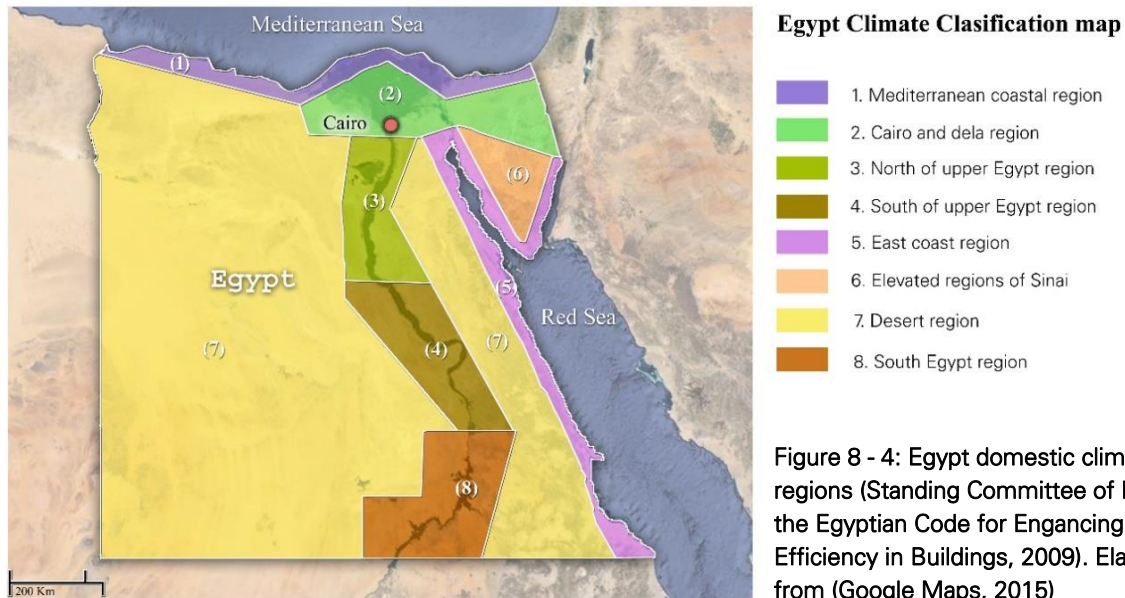 Mediterranean Sea
(1)
(2)
Cairo
(3)
(6)
Egypt
(5)
Red Sea
(7)
(4)
(7)
(8)
200 Km
Egypt Climate Clasification map
1. Mediterranean coastal region
2. Cairo and dela region
3. North of upper Egypt region
4. South of upper Egypt region
5. East coast region
6. Elevated regions of Sinai
7. Desert region
8. South Egypt region
Figure 8 - 4: Egypt domestic clim
regions (Standing Committee of
the Egyptian Code for Engancing
Efficiency in Buildings, 2009). Ela
from (Google Maps, 2015)